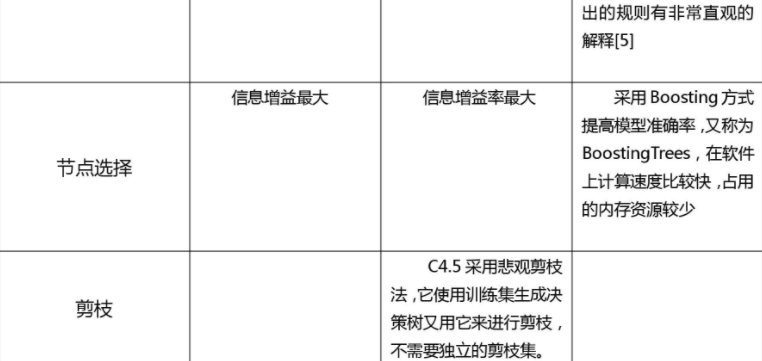 出的规则有非常直观的
解释[5]
节点选择
信息增益最大
信息增益率最大
采用 Boosting 方式
提高模型准确率，又称为
BoostingTrees，在软件
上计算速度比较快，占用
的内存资源较少
剪枝
C4.5 采用悲观剪枝
法，它使用训练集生成决
策树又用它来进行剪枝，
不需要独立的剪枝集。